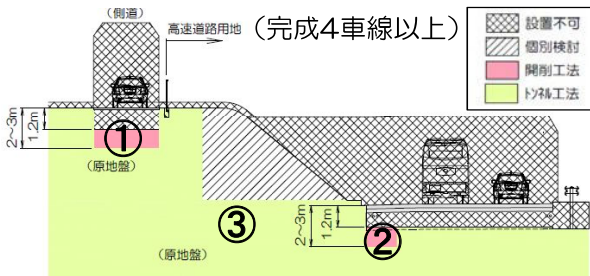 (側道)
高速道路用地
(完成4車線以上)
設置不可
個別検討
開削工法
トンネル工法
2~3m
1.2m
①
(原地盤)
③
(原地盤)
2~3m
1.2m
②